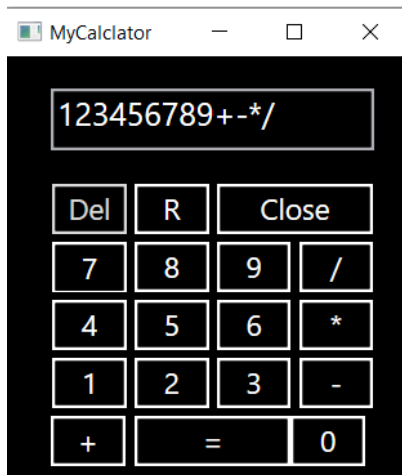 MyCalclator
123456789+-*/
Del R Close
7 8 9 /
4 5 6 *
1 2 3 -
+ = 0